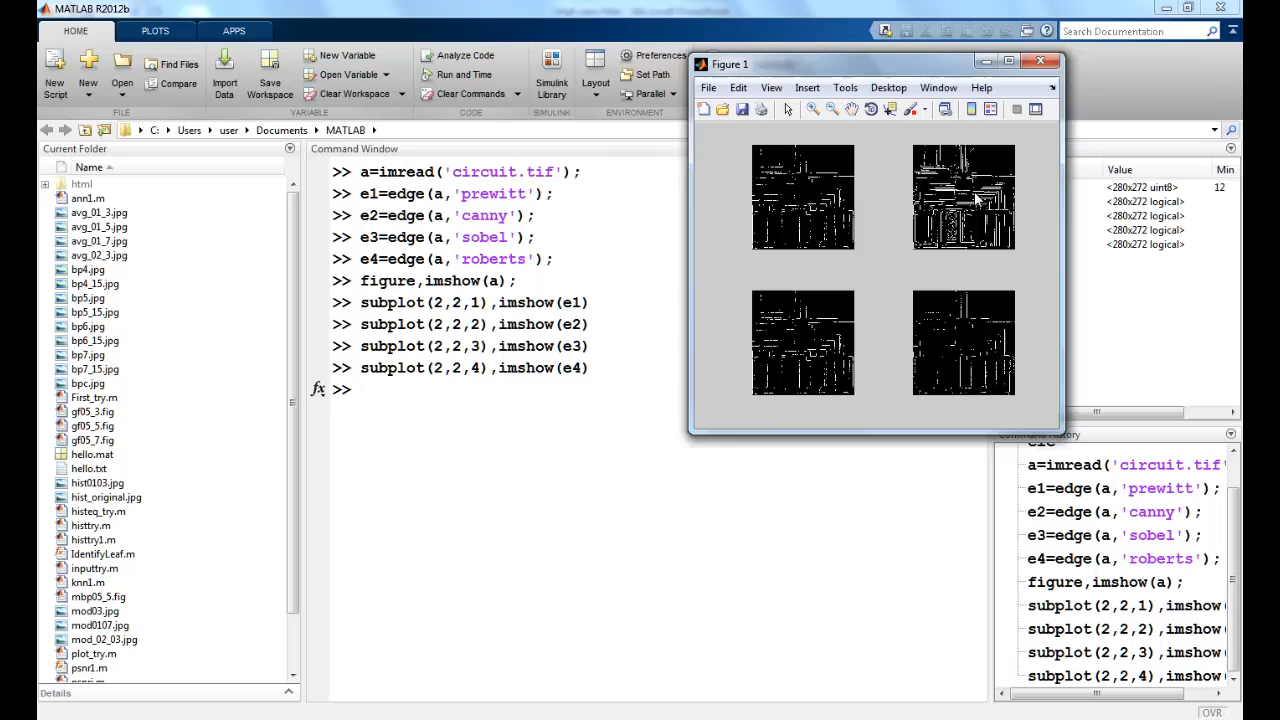 MATLAB R2012b
HOME PLOTS APPS
Search Documentation
New Script
New
Open
Find Files
Compare
Import Data
Save Workspace
New Variable
Open Variable
Clear Workspace
Analyze Code
Run and Time
Clear Commands
Simulink Library
Layout
Preferences
Set Path
Parallel
FILE VARIABLE CODE SIMULINK ENVIRONMENT
C: Users user Documents MATLAB
Current Folder
Name
html
ann1.m
avg_01_3.jpg
avg_01_5.jpg
avg_01_7.jpg
avg_02_3.jpg
bp4.jpg
bp4_15.jpg
bp5.jpg
bp5_15.jpg
bp6.jpg
bp6_15.jpg
bp7.jpg
bp7_15.jpg
bpc.jpg
First_try.m
gf05_3.fig
gf05_5.fig
gf05_7.fig
hello.mat
hello.txt
hist0103.jpg
hist_original.jpg
histeq_try.m
histtry.m
histtry1.m
IdentifyLeaf.m
inputtry.m
knn1.m
mbp05_5.fig
mod03.jpg
mod0107.jpg
mod_02_03.jpg
plot_try.m
psnr1.m
Details
Command Window
>> a=imread('circuit.tif');
>> e1=edge(a,'prewitt');
>> e2=edge(a,'canny');
>> e3=edge(a,'sobel');
>> e4=edge(a,'roberts');
>> figure,imshow(a);
>> subplot(2,2,1),imshow(e1)
>> subplot(2,2,2),imshow(e2)
>> subplot(2,2,3),imshow(e3)
>> subplot(2,2,4),imshow(e4)
fx >>
Figure 1
File Edit View Insert Tools Desktop Window Help
Value Min
<280x272 uint8> 12
<280x272 logical>
<280x272 logical>
<280x272 logical>
<280x272 logical>
Command History
clc
a=imread('circuit.tif'
e1=edge(a,'prewitt');
e2=edge(a,'canny');
e3=edge(a,'sobel');
e4=edge(a,'roberts');
figure,imshow(a);
subplot(2,2,1),imshow
subplot(2,2,2),imshow
subplot(2,2,3),imshow
subplot(2,2,4),imshow
OVR